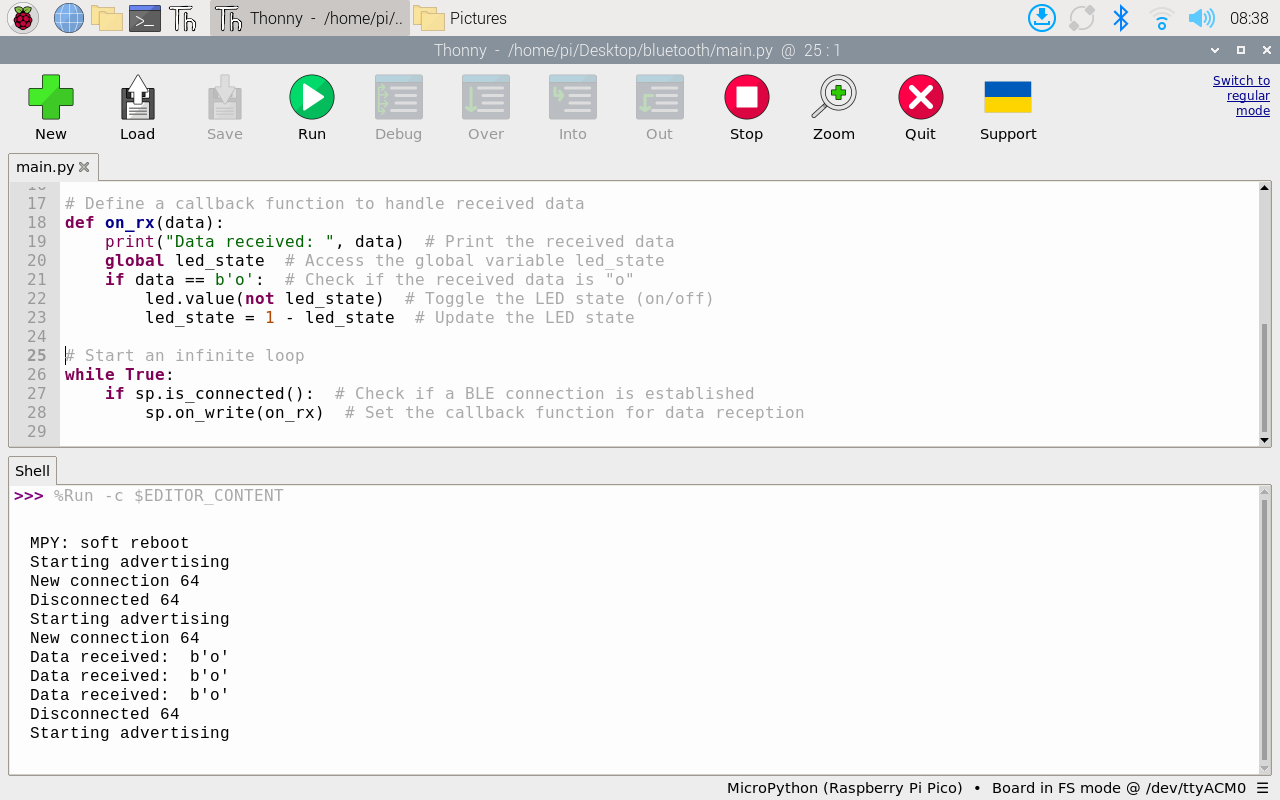 Thonny - /home/pi/..
Pictures
08:38
Thonny - /home/pi/Desktop/bluetooth/main.py @ 25 : 1
New Load Save Run Debug Over Into Out Stop Zoom Quit Support
Switch to
regular
mode
main.py
16
17 # Define a callback function to handle received data
18 def on_rx(data):
19     print("Data received: ", data)  # Print the received data
20     global led_state  # Access the global variable led_state
21     if data == b'o':  # Check if the received data is "o"
22         led.value(not led_state)  # Toggle the LED state (on/off)
23         led_state = 1 - led_state  # Update the LED state
24
25 # Start an infinite loop
26 while True:
27     if sp.is_connected():  # Check if a BLE connection is established
28         sp.on_write(on_rx)  # Set the callback function for data reception
29
Shell
>>> %Run -c $EDITOR_CONTENT
MPY: soft reboot
Starting advertising
New connection 64
Disconnected 64
Starting advertising
New connection 64
Data received:  b'o'
Data received:  b'o'
Data received:  b'o'
Disconnected 64
Starting advertising
MicroPython (Raspberry Pi Pico) • Board in FS mode @ /dev/ttyACM0 ☰